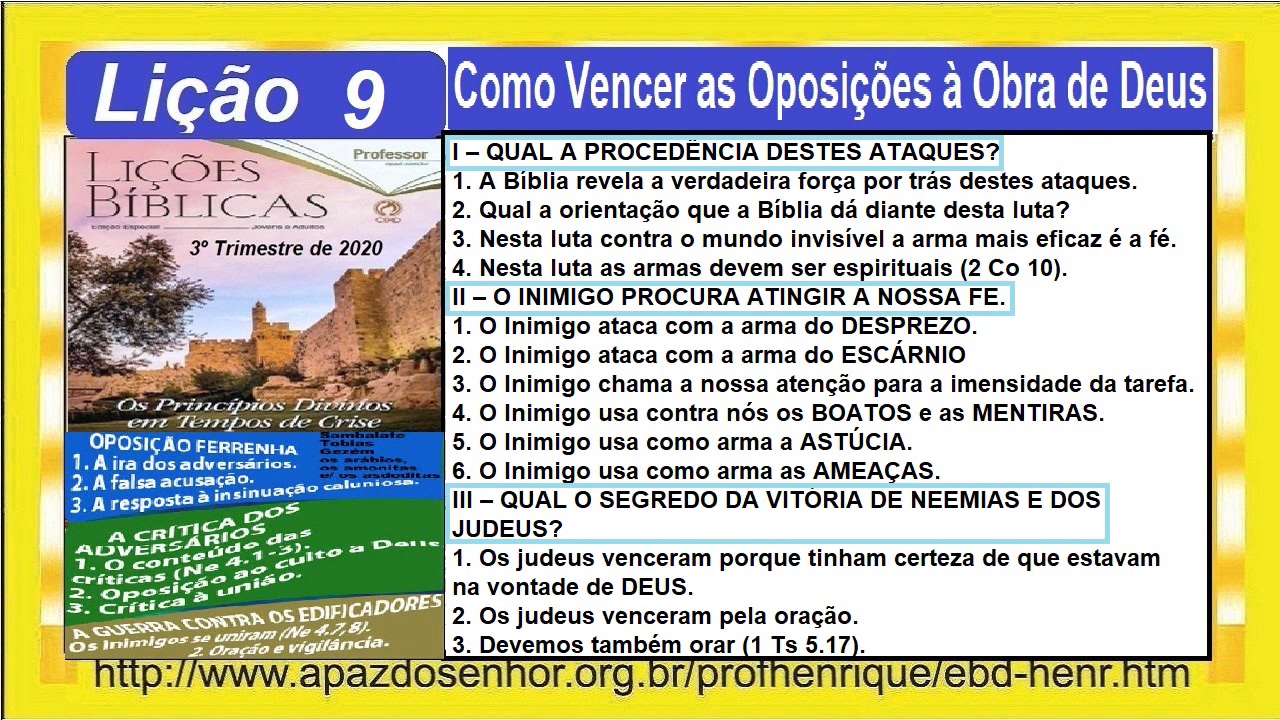 Lição 9
Como Vencer as Oposições à Obra de Deus
Professor
LIÇÕES
BÍBLICAS
CPAD
Edição Especial
Jovens e Adultos
3º Trimestre de 2020
Os Princípios Divinos
em Tempos de Crise
OPOSIÇÃO FERRENHA
1. A ira dos adversários.
2. A falsa acusação.
3. A resposta à insinuação caluniosa.
Sambalate
Tobias
Gezém
os arábios,
os amonitas
e/ os asduditas
A CRÍTICA DOS
ADVERSÁRIOS
1. O conteúdo das
críticas (Ne 4. 1-3).
2. Oposição ao culto a Deus
3. Crítica à união.
A GUERRA CONTRA OS EDIFICADORES
Os Inimigos se uniram (Ne 4.7,8).
2. Oração e vigilância.
I – QUAL A PROCEDÊNCIA DESTES ATAQUES?
1. A Bíblia revela a verdadeira força por trás destes ataques.
2. Qual a orientação que a Bíblia dá diante desta luta?
3. Nesta luta contra o mundo invisível a arma mais eficaz é a fé.
4. Nesta luta as armas devem ser espirituais (2 Co 10).
II – O INIMIGO PROCURA ATINGIR A NOSSA FE.
1. O Inimigo ataca com a arma do DESPREZO.
2. O Inimigo ataca com a arma do ESCÁRNIO
3. O Inimigo chama a nossa atenção para a imensidade da tarefa.
4. O Inimigo usa contra nós os BOATOS e as MENTIRAS.
5. O Inimigo usa como arma a ASTÚCIA.
6. O Inimigo usa como arma as AMEAÇAS.
III – QUAL O SEGREDO DA VITÓRIA DE NEEMIAS E DOS
JUDEUS?
1. Os judeus venceram porque tinham certeza de que estavam
na vontade de DEUS.
2. Os judeus venceram pela oração.
3. Devemos também orar (1 Ts 5.17).
http://www.apazdosenhor.org.br/profhenrique/ebd-henr.htm